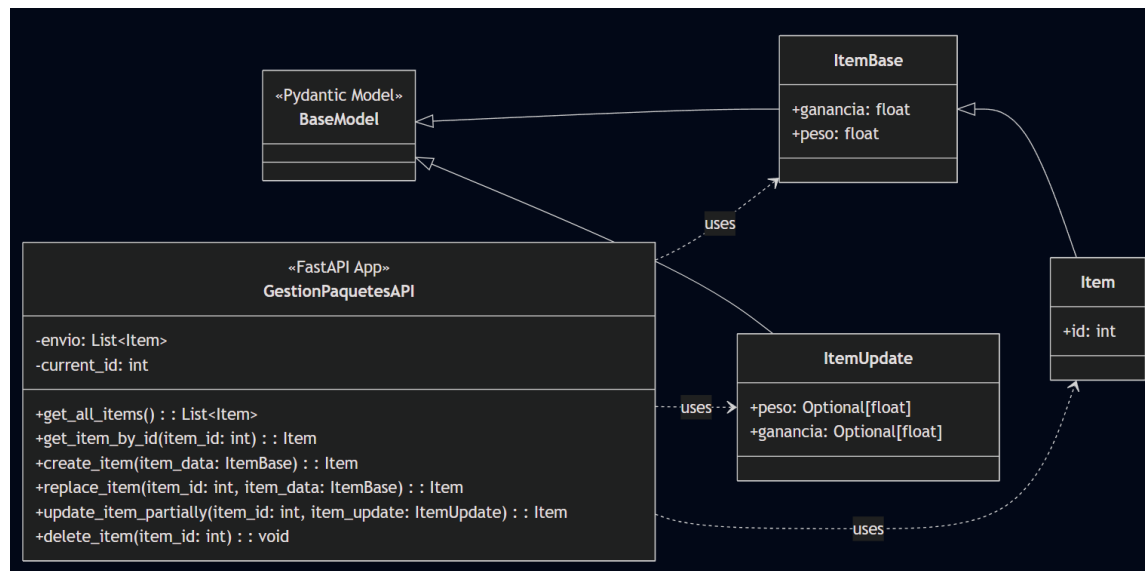 «Pydantic Model»
BaseModel
ItemBase
+ganancia: float
+peso: float
uses
«FastAPI App»
GestionPaquetesAPI
-envio: List<Item>
-current_id: int
+get_all_items() : : List<Item>
+get_item_by_id(item_id: int) : : Item
+create_item(item_data: ItemBase) : : Item
+replace_item(item_id: int, item_data: ItemBase) : : Item
+update_item_partially(item_id: int, item_update: ItemUpdate) : : Item
+delete_item(item_id: int) : : void
Item
+id: int
uses
ItemUpdate
+peso: Optional[float]
+ganancia: Optional[float]
uses